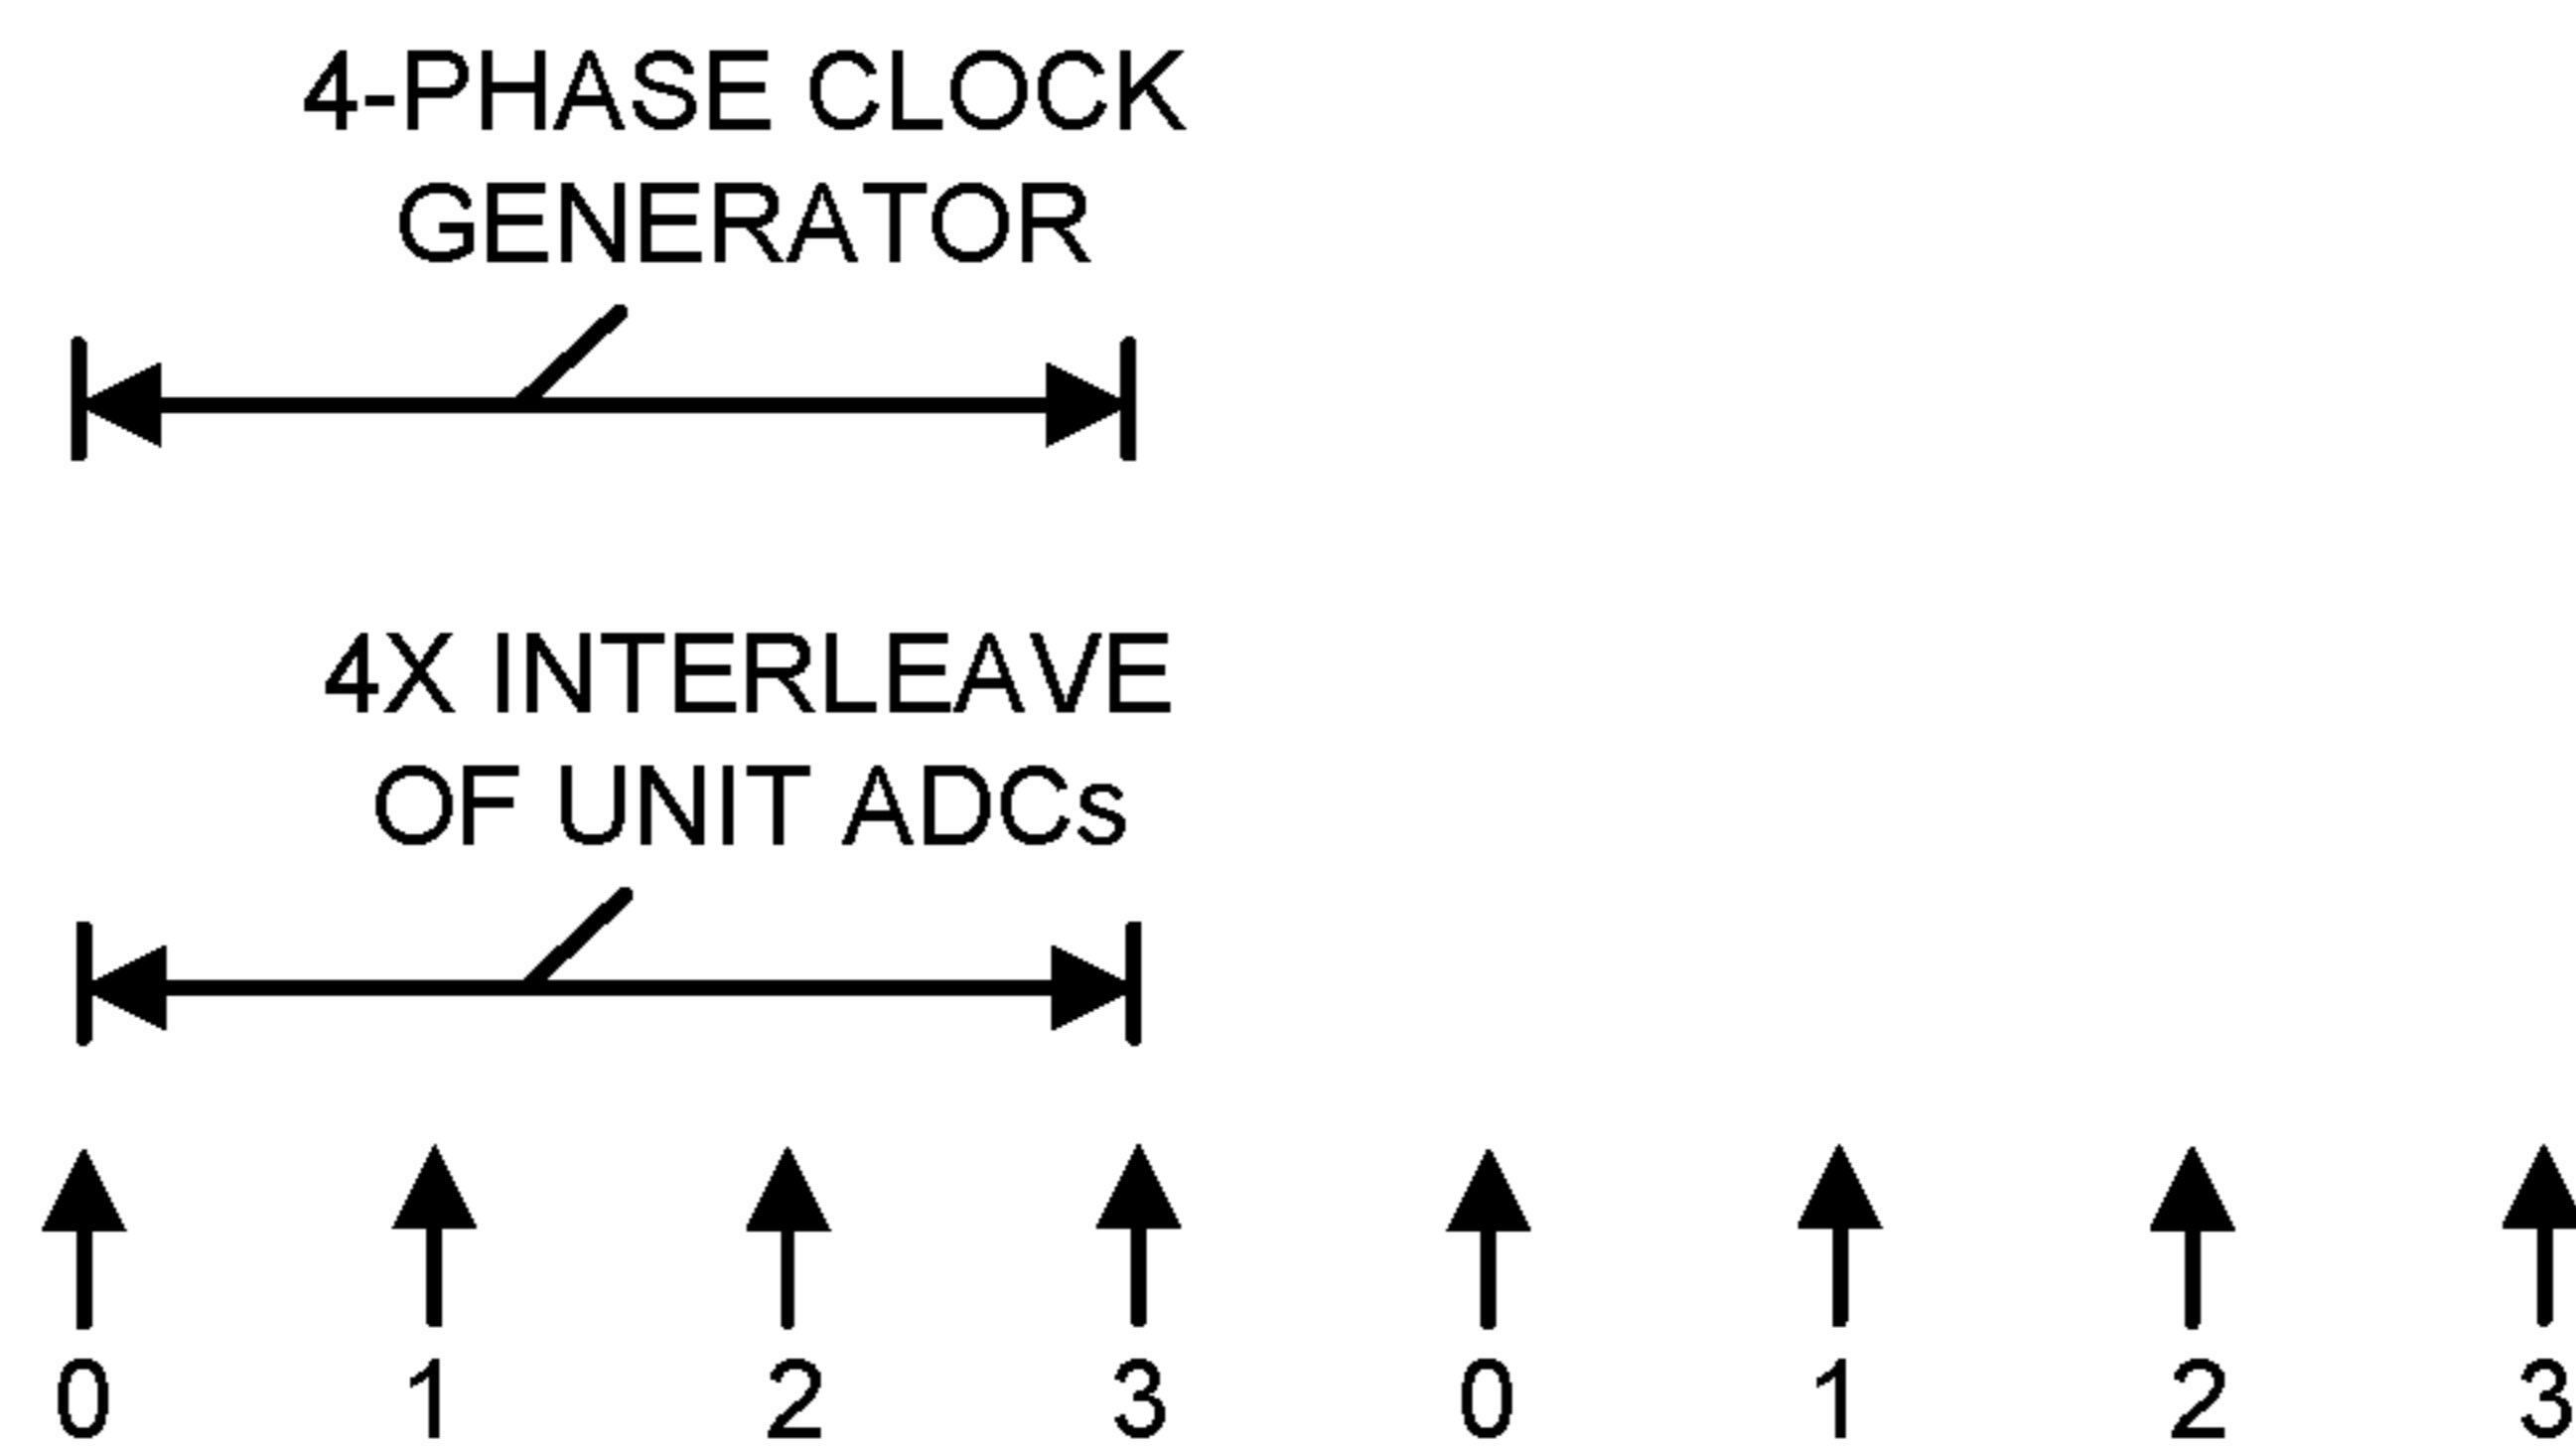 4-PHASE CLOCK
GENERATOR
4X INTERLEAVE
OF UNIT ADCs
0 1 2 3 0 1 2 3